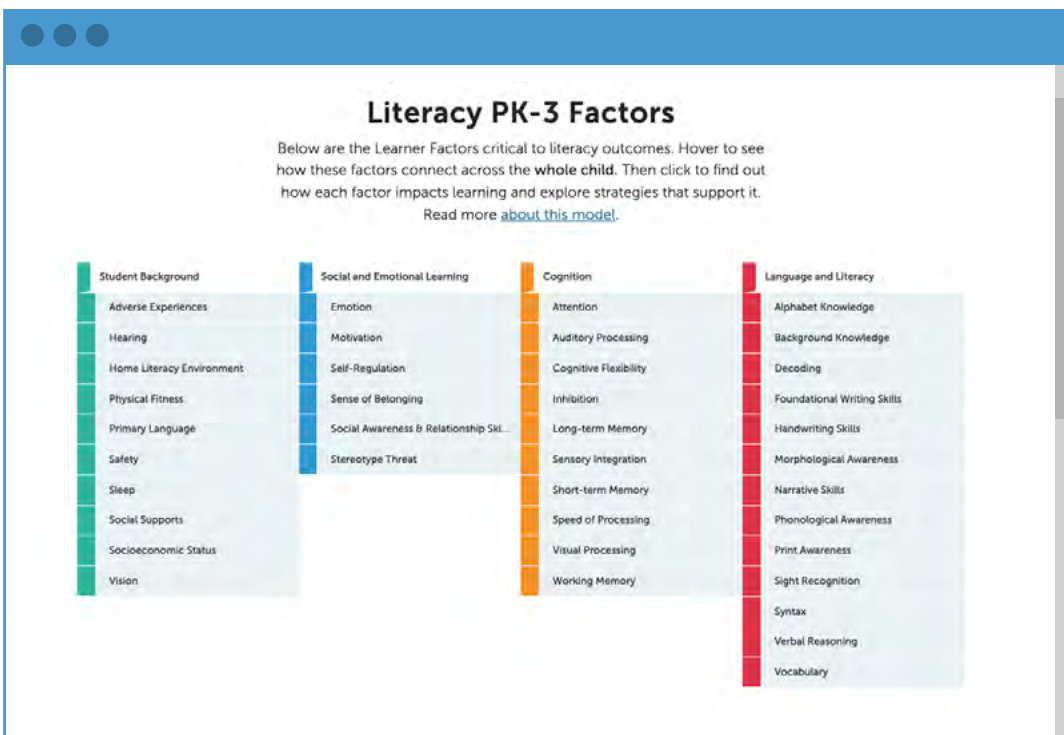 Literacy PK-3 Factors
Below are the Learner Factors critical to literacy outcomes. Hover to see
how these factors connect across the whole child. Then click to find out
how each factor impacts learning and explore strategies that support it.
Read more about this model.
Student Background
Adverse Experiences
Hearing
Home Literacy Environment
Physical Fitness
Primary Language
Safety
Sleep
Social Supports
Socioeconomic Status
Vision
Social and Emotional Learning
Emotion
Motivation
Self-Regulation
Sense of Belonging
Social Awareness & Relationship Ski...
Stereotype Threat
Cognition
Attention
Auditory Processing
Cognitive Flexibility
Inhibition
Long-term Memory
Sensory Integration
Short-term Memory
Speed of Processing
Visual Processing
Working Memory
Language and Literacy
Alphabet Knowledge
Background Knowledge
Decoding
Foundational Writing Skills
Handwriting Skills
Morphological Awareness
Narrative Skills
Phonological Awareness
Print Awareness
Sight Recognition
Syntax
Verbal Reasoning
Vocabulary